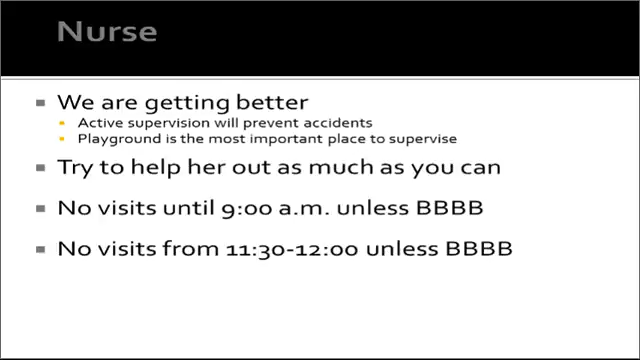 Nurse
We are getting better
Active supervision will prevent accidents
Playground is the most important place to supervise
Try to help her out as much as you can
No visits until 9:00 a.m. unless BBBB
No visits from 11:30-12:00 unless BBBB